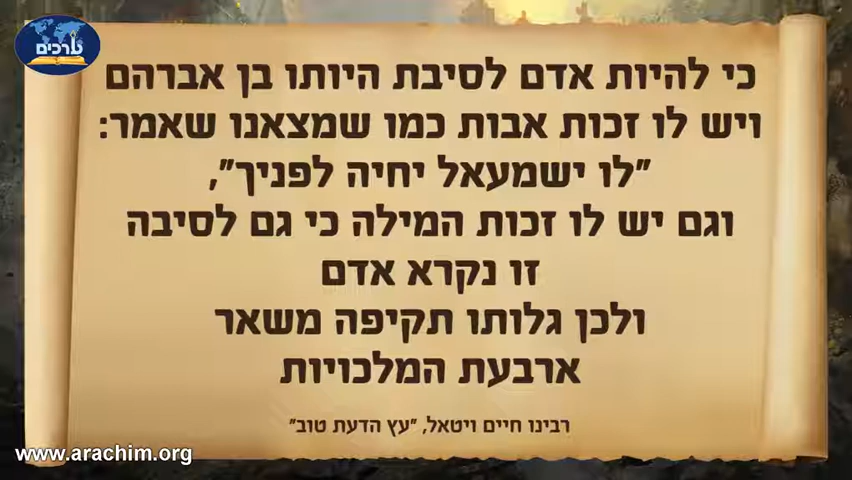 ערכים
כי להיות אדם לסיבת היותו בן אברהם
ויש לו זכות אבות כמו שמצאנו שאמר:
"לו ישמעאל יחיה לפניך",
וגם יש לו זכות המילה כי גם לסיבה
זו נקרא אדם
ולכן גלותו תקיפה משאר
ארבעת המלכויות
רבינו חיים ויטאל, "עץ הדעת טוב"
www.arachim.org